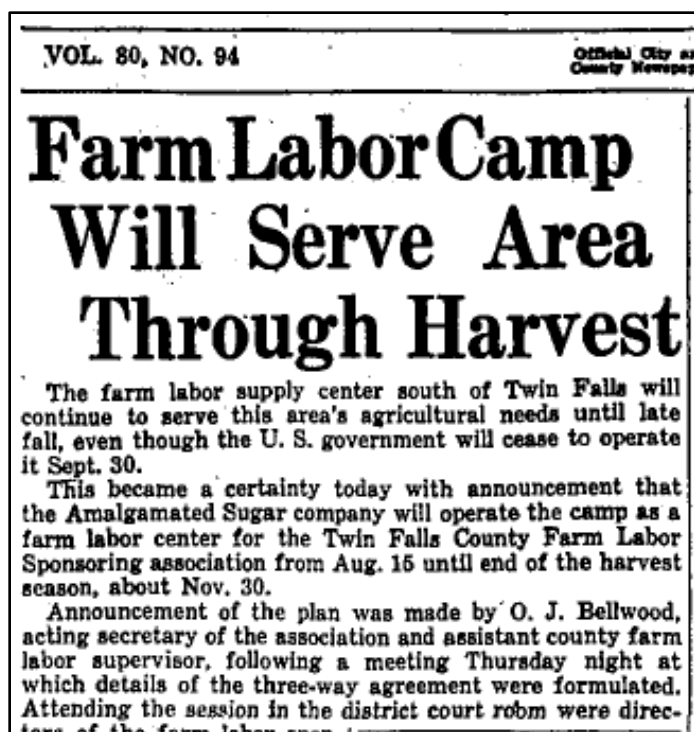 VOL. 80, NO. 94
Official City and
County Newspaper
Farm Labor Camp
Will Serve Area
Through Harvest
The farm labor supply center south of Twin Falls will
continue to serve this area's agricultural needs until late
fall, even though the U. S. government will cease to operate
it Sept. 30.
This became a certainty today with announcement that
the Amalgamated Sugar company will operate the camp as a
farm labor center for the Twin Falls County Farm Labor
Sponsoring association from Aug. 15 until end of the harvest
season, about Nov. 30.
Announcement of the plan was made by O. J. Bellwood,
acting secretary of the association and assistant county farm
labor supervisor, following a meeting Thursday night at
which details of the three-way agreement were formulated.
Attending the session in the district court room were direc-
tors of the farm labor